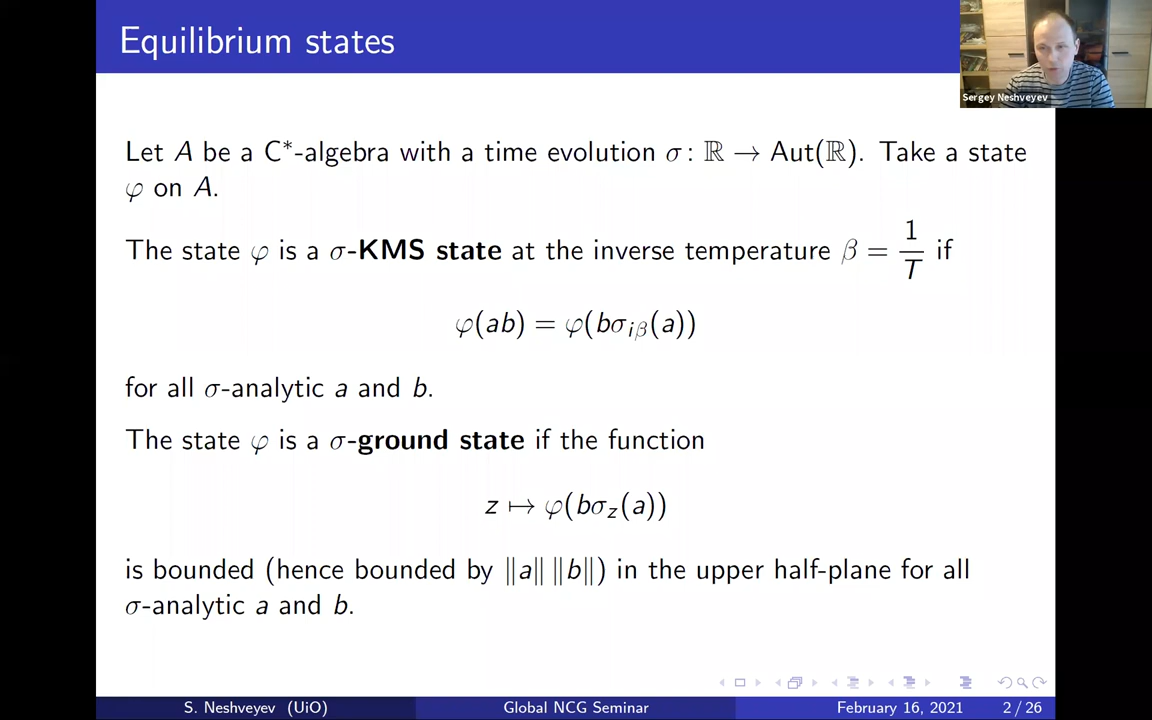 Equilibrium states
Sergey Neshveyev
Let A be a C*-algebra with a time evolution σ: ℝ → Aut(ℝ). Take a state
φ on A.
The state φ is a σ-KMS state at the inverse temperature β = 1/T if
φ(ab) = φ(bσ_{iβ}(a))
for all σ-analytic a and b.
The state φ is a σ-ground state if the function
z ↦ φ(bσ_z(a))
is bounded (hence bounded by ‖a‖ ‖b‖) in the upper half-plane for all
σ-analytic a and b.
S. Neshveyev (UiO) Global NCG Seminar February 16, 2021 2 / 26